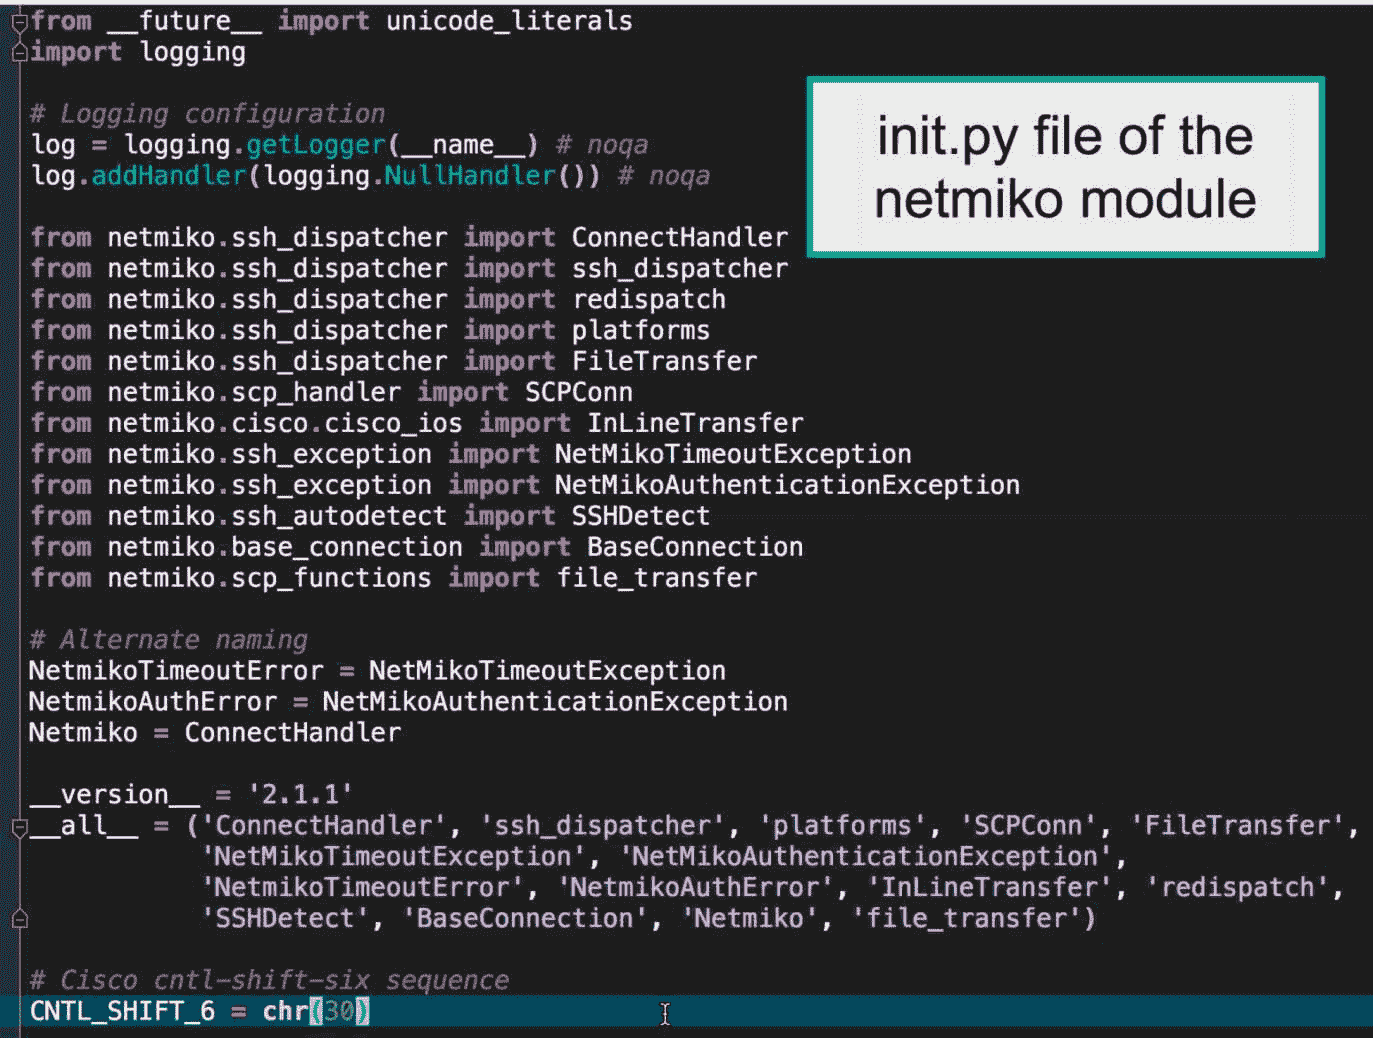 from __future__ import unicode_literals
import logging
# Logging configuration
log = logging.getLogger(__name__) # noqa
log.addHandler(logging.NullHandler()) # noqa
init.py file of the
netmiko module
from netmiko.ssh_dispatcher import ConnectHandler
from netmiko.ssh_dispatcher import ssh_dispatcher
from netmiko.ssh_dispatcher import redispatch
from netmiko.ssh_dispatcher import platforms
from netmiko.ssh_dispatcher import FileTransfer
from netmiko.scp_handler import SCPConn
from netmiko.cisco.cisco_ios import InLineTransfer
from netmiko.ssh_exception import NetMikoTimeoutException
from netmiko.ssh_exception import NetMikoAuthenticationException
from netmiko.ssh_autodetect import SSHDetect
from netmiko.base_connection import BaseConnection
from netmiko.scp_functions import file_transfer
# Alternate naming
NetmikoTimeoutError = NetMikoTimeoutException
NetmikoAuthError = NetMikoAuthenticationException
Netmiko = ConnectHandler
__version__ = '2.1.1'
__all__ = ('ConnectHandler', 'ssh_dispatcher', 'platforms', 'SCPConn', 'FileTransfer',
'NetMikoTimeoutException', 'NetMikoAuthenticationException',
'NetmikoTimeoutError', 'NetmikoAuthError', 'InLineTransfer', 'redispatch',
'SSHDetect', 'BaseConnection', 'Netmiko', 'file_transfer')
# Cisco cntl-shift-six sequence
CNTL_SHIFT_6 = chr(30)